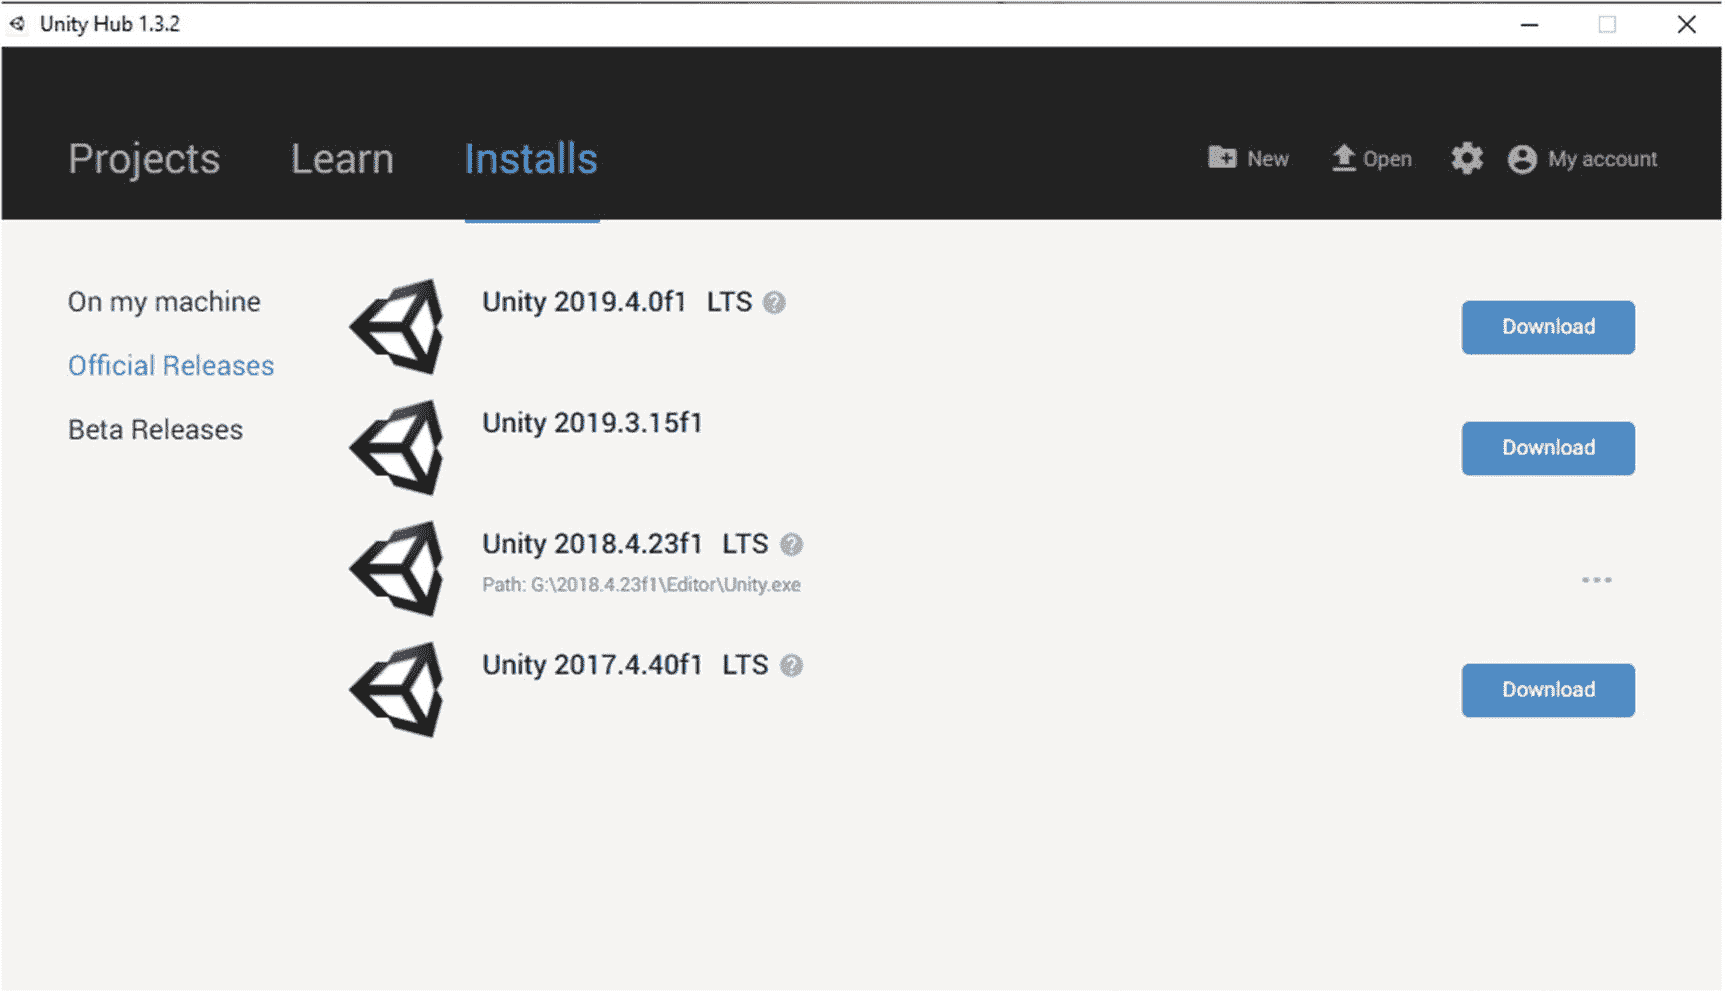 Unity Hub 1.3.2
Projects Learn Installs New Open My account
On my machine
Official Releases
Beta Releases
Unity 2019.4.0f1 LTS ?
Download
Unity 2019.3.15f1
Download
Unity 2018.4.23f1 LTS ?
Path: G:\2018.4.23f1\Editor\Unity.exe
Unity 2017.4.40f1 LTS ?
Download